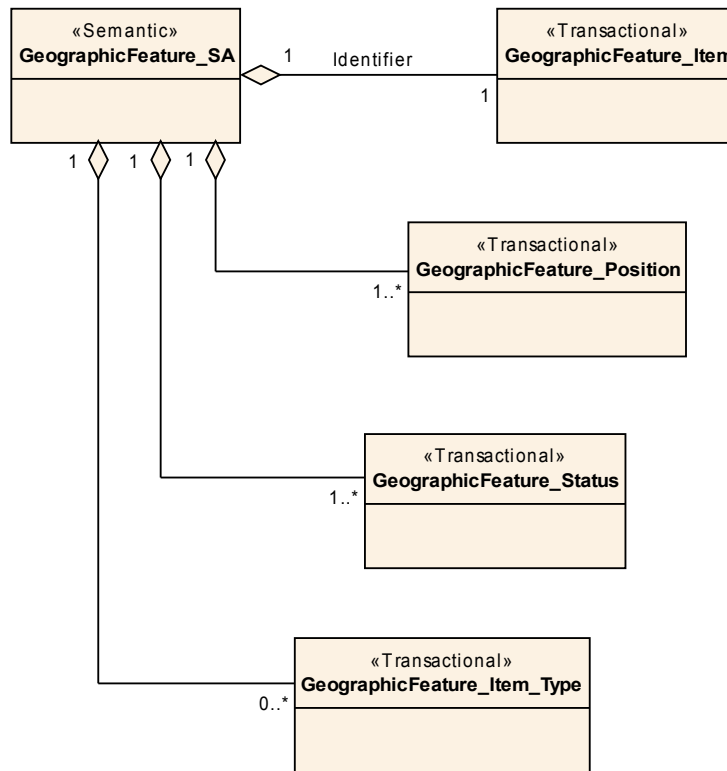 «Semantic»
GeographicFeature_SA
1
Identifier
1
«Transactional»
GeographicFeature_Item
1
1
1
«Transactional»
GeographicFeature_Position
1..*
«Transactional»
GeographicFeature_Status
1..*
«Transactional»
GeographicFeature_Item_Type
0..*